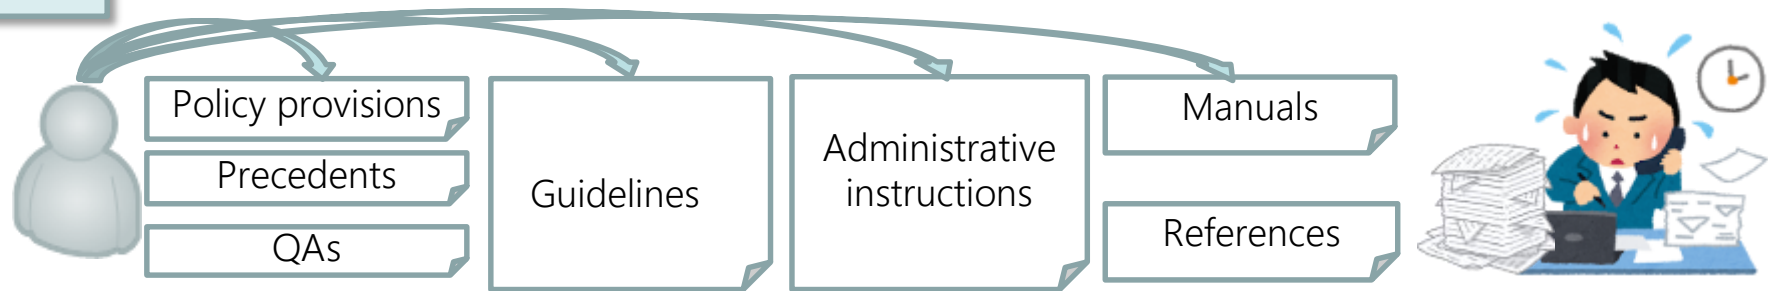 Policy provisions
Precedents
QAs
Guidelines
Administrative
instructions
Manuals
References